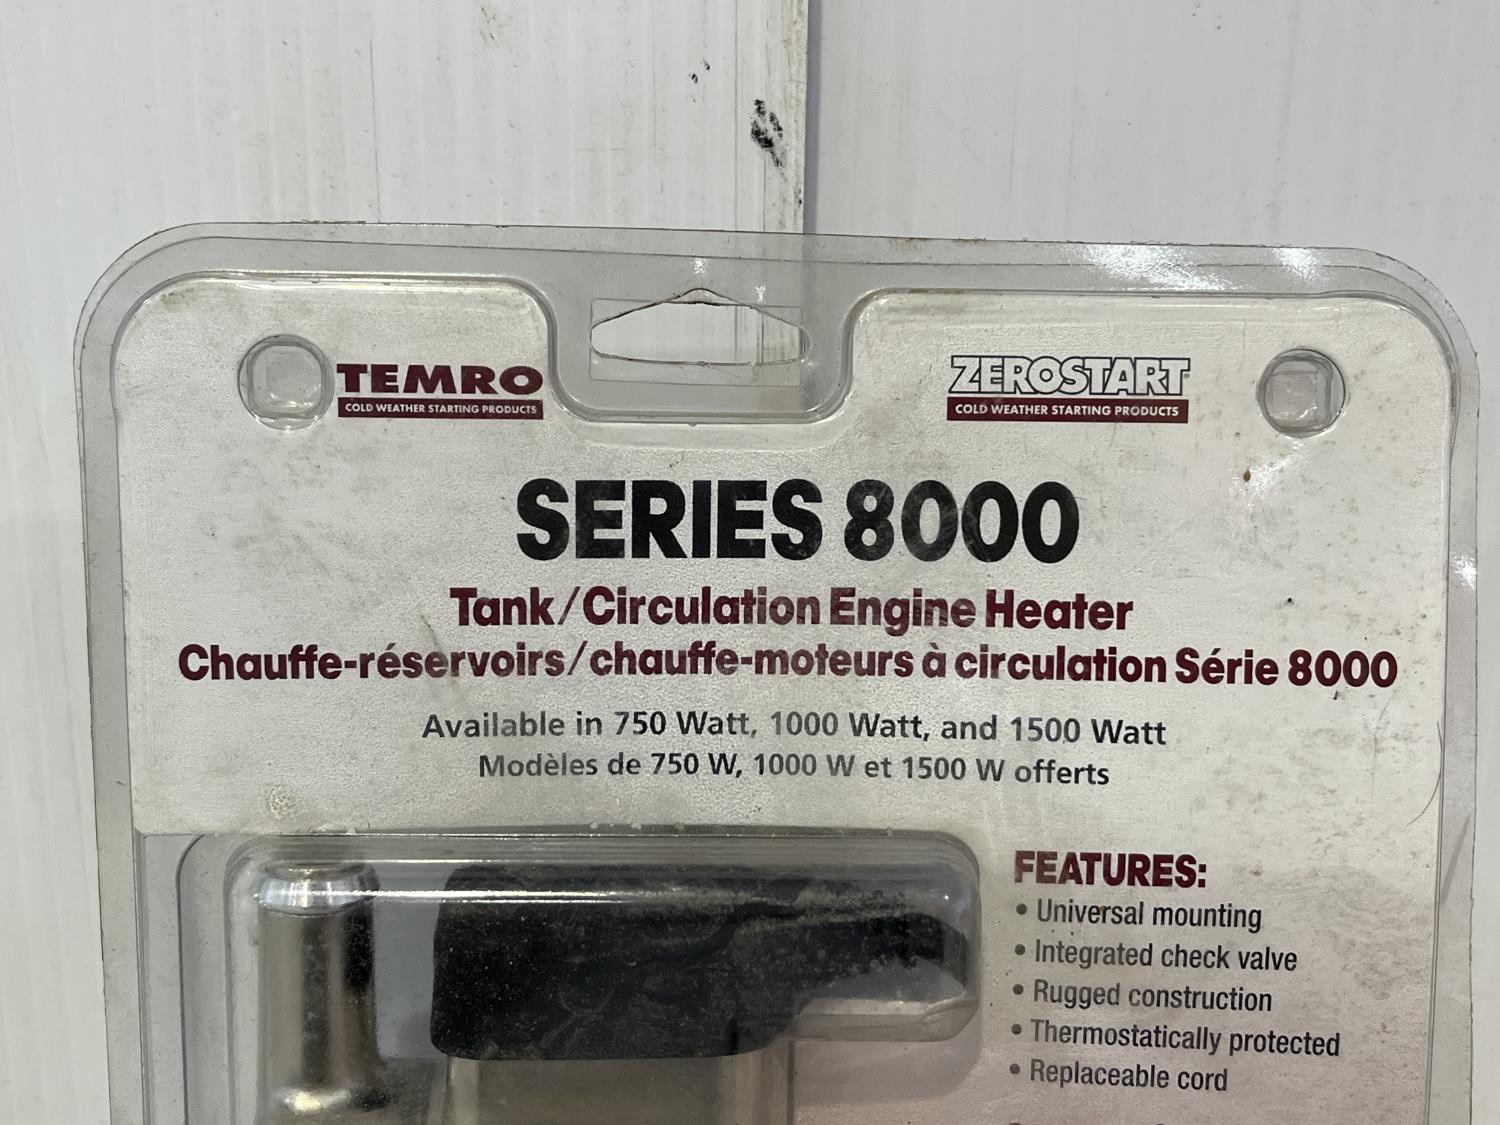 TEMRO
COLD WEATHER STARTING PRODUCTS
ZEROSTART
COLD WEATHER STARTING PRODUCTS
SERIES 8000
Tank/Circulation Engine Heater
Chauffe-réservoirs/chauffe-moteurs à circulation Série 8000
Available in 750 Watt, 1000 Watt, and 1500 Watt
Modèles de 750 W, 1000 W et 1500 W offerts
FEATURES:
• Universal mounting
• Integrated check valve
• Rugged construction
• Thermostatically protected
• Replaceable cord